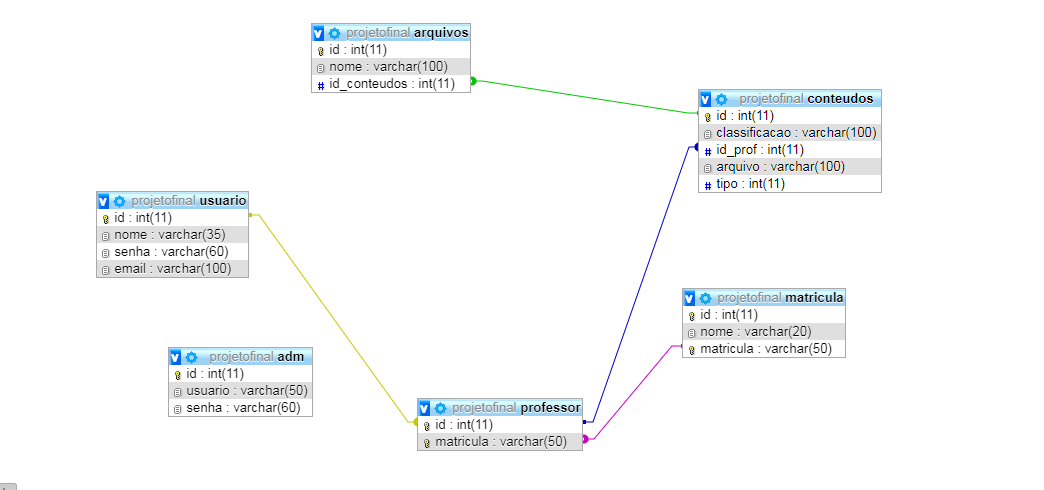 projetofinal arquivos
id : int(11)
nome : varchar(100)
id_conteudos : int(11)
projetofinal conteudos
id : int(11)
classificacao : varchar(100)
id_prof : int(11)
arquivo : varchar(100)
tipo : int(11)
projetofinal usuario
id : int(11)
nome : varchar(35)
senha : varchar(60)
email : varchar(100)
projetofinal matricula
id : int(11)
nome : varchar(20)
matricula : varchar(50)
projetofinal adm
id : int(11)
usuario : varchar(50)
senha : varchar(60)
projetofinal professor
id : int(11)
matricula : varchar(50)